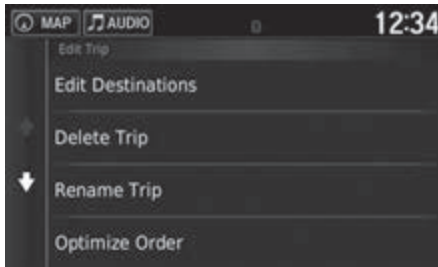 MAP AUDIO 12:34
Edit Trip
Edit Destinations
Delete Trip
Rename Trip
Optimize Order